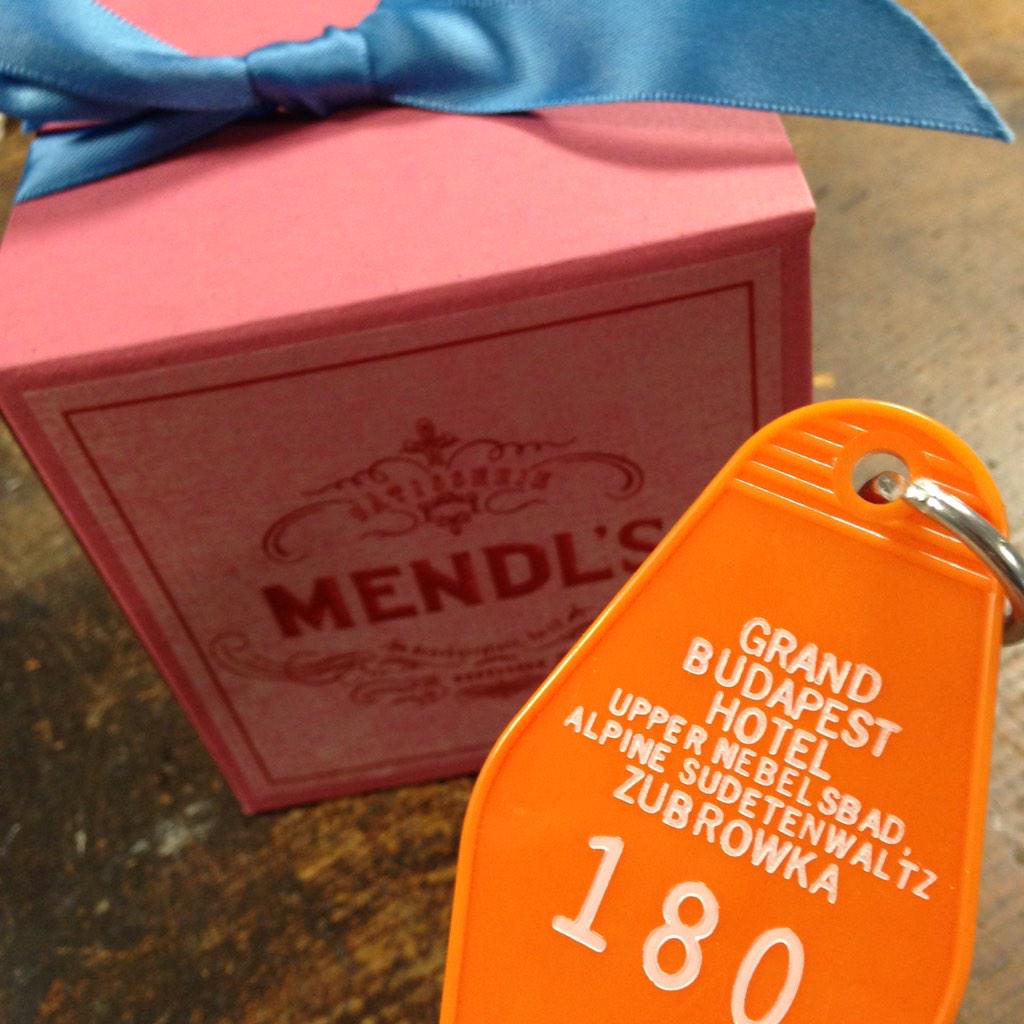 MENDL'S
GRAND
BUDAPEST
HOTEL
UPPER NEBELSBAD,
ALPINE SUDETENWALTZ
ZUBROWKA
180